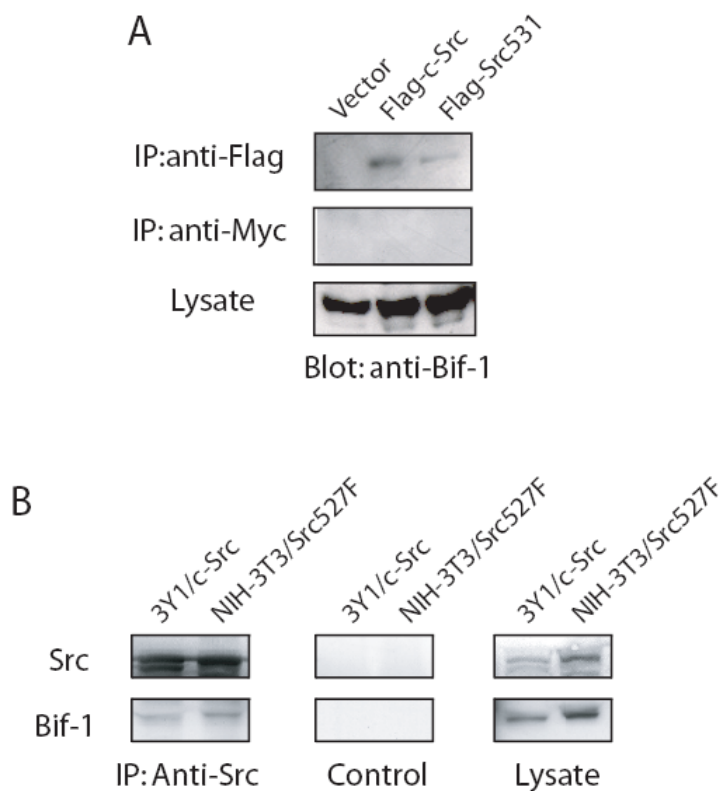 A
Vector
Flag-c-Src
Flag-Src531
IP:anti-Flag
IP: anti-Myc
Lysate
Blot: anti-Bif-1
B
3Y1/c-Src
NIH-3T3/Src527F
3Y1/c-Src
NIH-3T3/Src527F
3Y1/c-Src
NIH-3T3/Src527F
Src
Bif-1
IP: Anti-Src
Control
Lysate